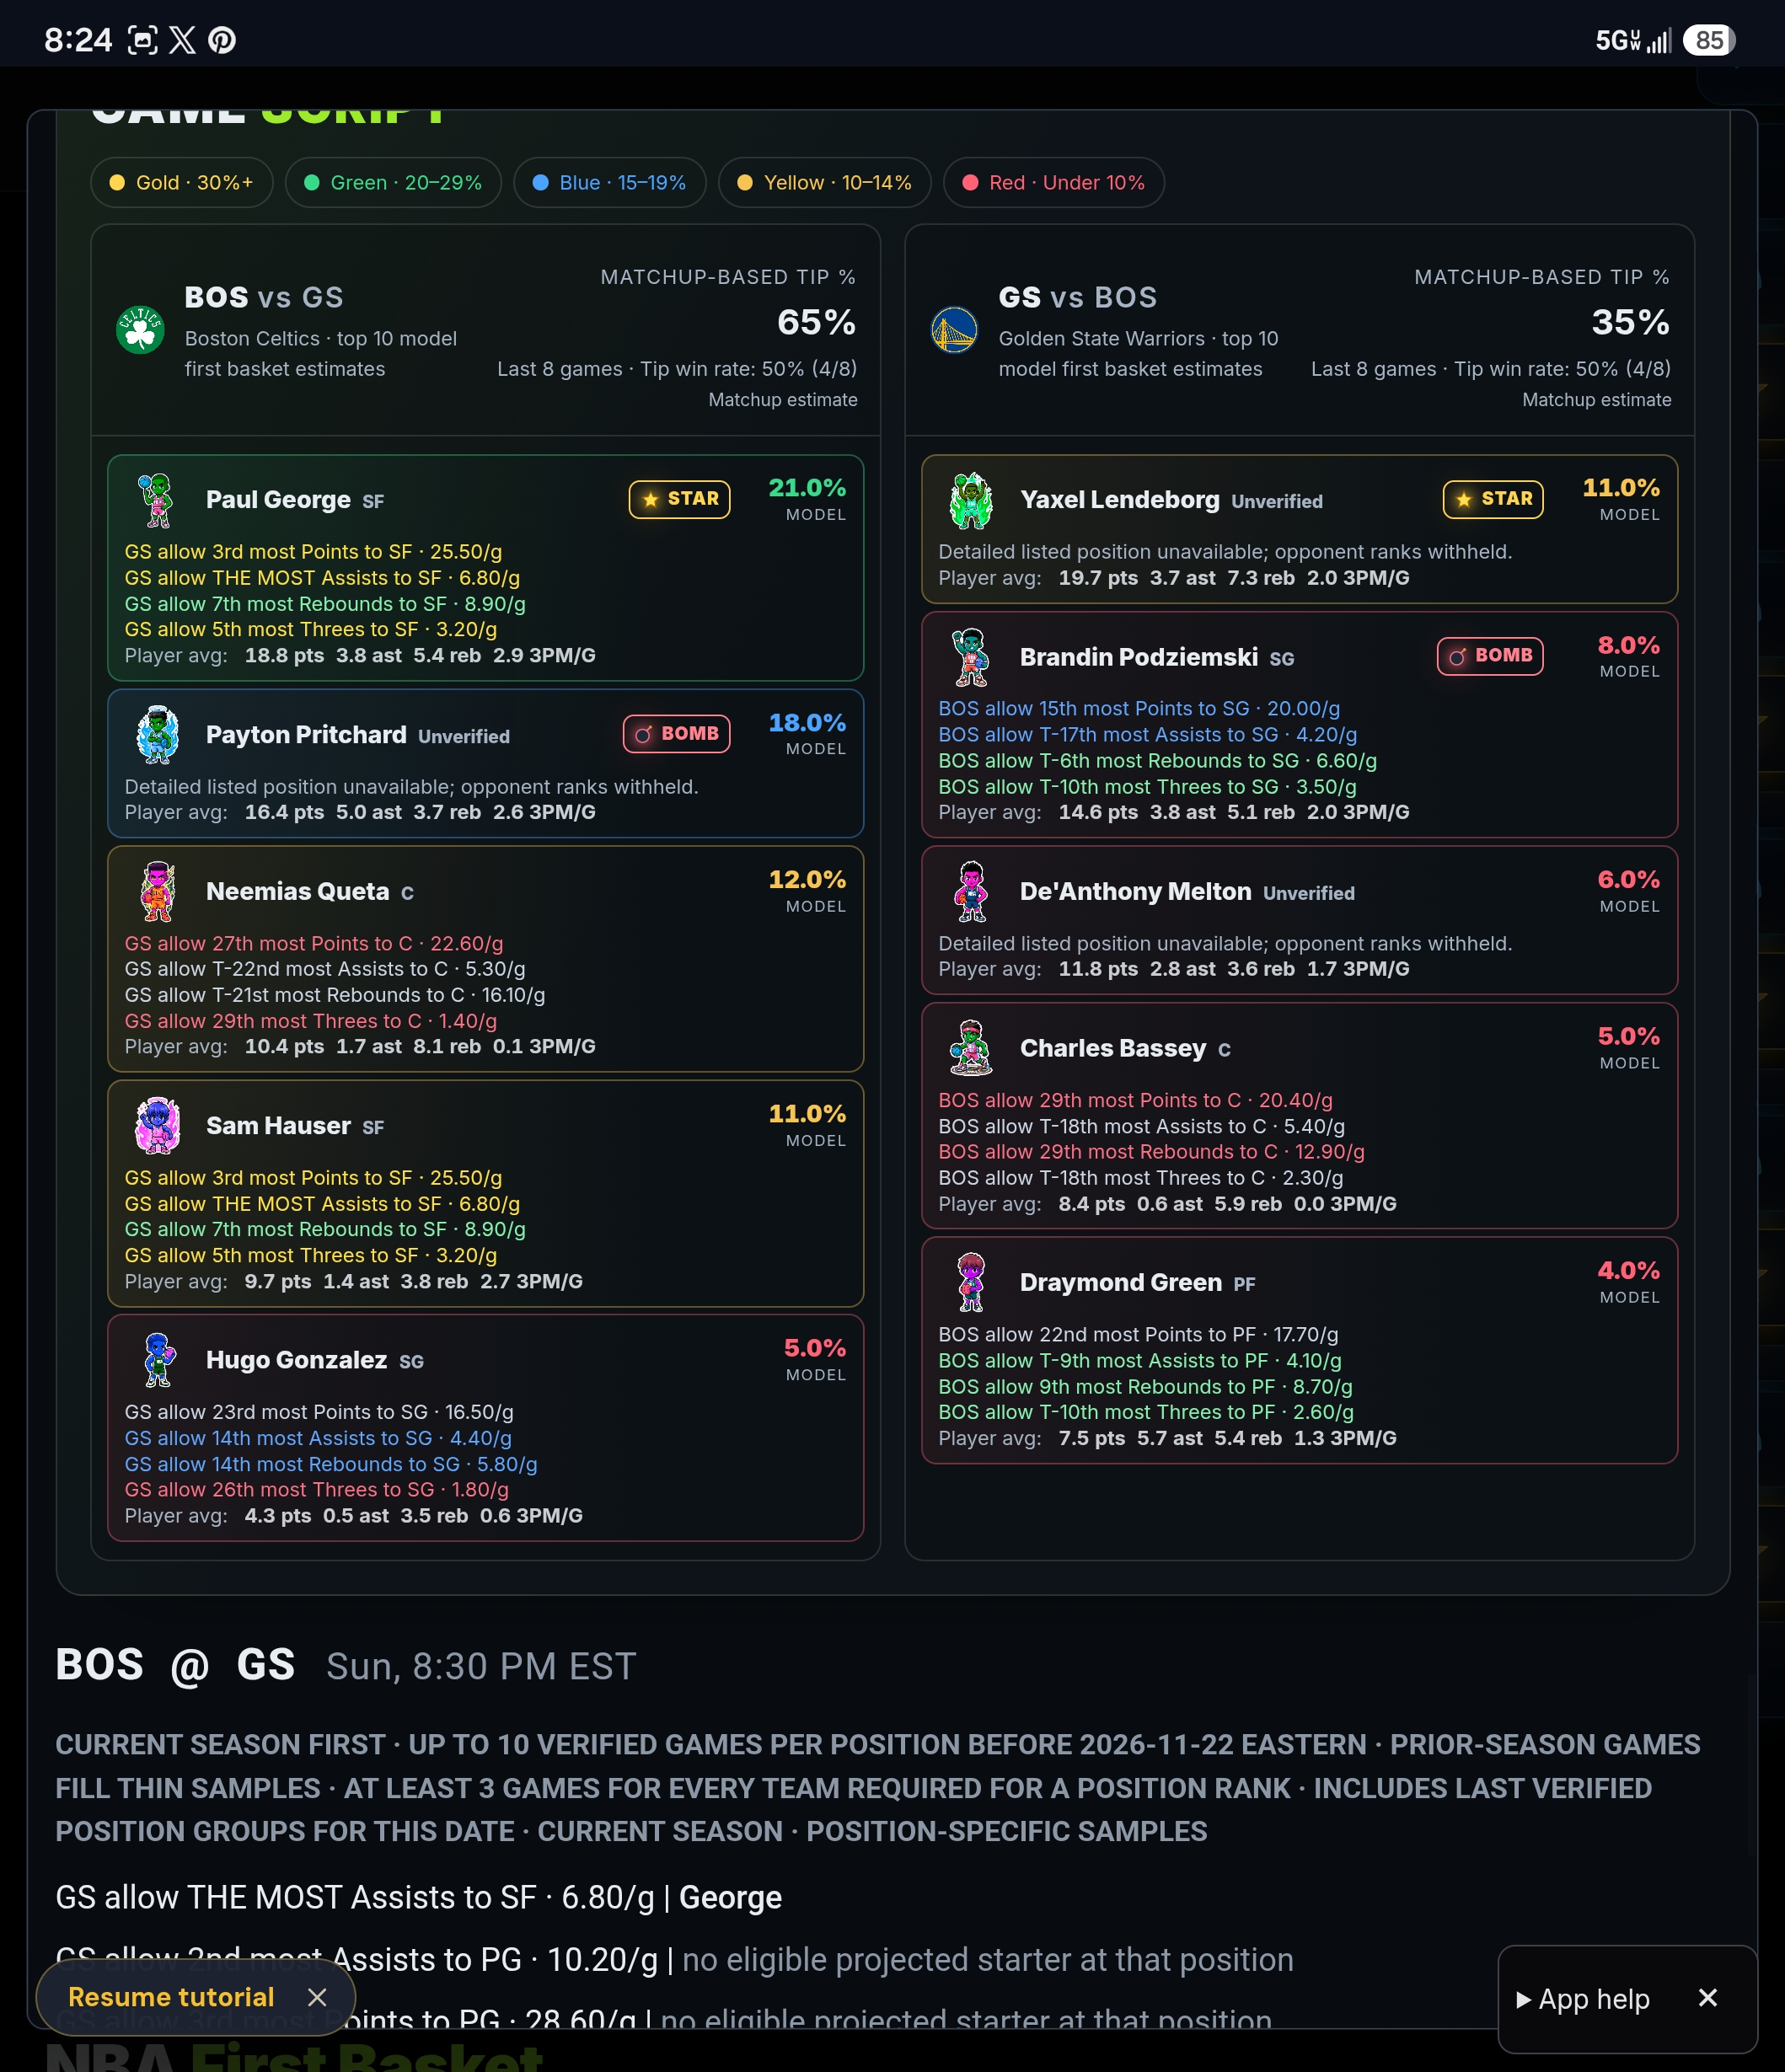 8:24
5G UW
85
GAME SCRIPT
Gold · 30%+
Green · 20–29%
Blue · 15–19%
Yellow · 10–14%
Red · Under 10%
CELTICS
BOS vs GS
Boston Celtics · top 10 model
first basket estimates
MATCHUP-BASED TIP %
65%
Last 8 games · Tip win rate: 50% (4/8)
Matchup estimate
Paul George SF
STAR
21.0%
MODEL
GS allow 3rd most Points to SF · 25.50/g
GS allow THE MOST Assists to SF · 6.80/g
GS allow 7th most Rebounds to SF · 8.90/g
GS allow 5th most Threes to SF · 3.20/g
Player avg: 18.8 pts 3.8 ast 5.4 reb 2.9 3PM/G
Payton Pritchard Unverified
BOMB
18.0%
MODEL
Detailed listed position unavailable; opponent ranks withheld.
Player avg: 16.4 pts 5.0 ast 3.7 reb 2.6 3PM/G
Neemias Queta C
12.0%
MODEL
GS allow 27th most Points to C · 22.60/g
GS allow T-22nd most Assists to C · 5.30/g
GS allow T-21st most Rebounds to C · 16.10/g
GS allow 29th most Threes to C · 1.40/g
Player avg: 10.4 pts 1.7 ast 8.1 reb 0.1 3PM/G
Sam Hauser SF
11.0%
MODEL
GS allow 3rd most Points to SF · 25.50/g
GS allow THE MOST Assists to SF · 6.80/g
GS allow 7th most Rebounds to SF · 8.90/g
GS allow 5th most Threes to SF · 3.20/g
Player avg: 9.7 pts 1.4 ast 3.8 reb 2.7 3PM/G
Hugo Gonzalez SG
5.0%
MODEL
GS allow 23rd most Points to SG · 16.50/g
GS allow 14th most Assists to SG · 4.40/g
GS allow 14th most Rebounds to SG · 5.80/g
GS allow 26th most Threes to SG · 1.80/g
Player avg: 4.3 pts 0.5 ast 3.5 reb 0.6 3PM/G
GS vs BOS
Golden State Warriors · top 10
model first basket estimates
MATCHUP-BASED TIP %
35%
Last 8 games · Tip win rate: 50% (4/8)
Matchup estimate
Yaxel Lendeborg Unverified
STAR
11.0%
MODEL
Detailed listed position unavailable; opponent ranks withheld.
Player avg: 19.7 pts 3.7 ast 7.3 reb 2.0 3PM/G
Brandin Podziemski SG
BOMB
8.0%
MODEL
BOS allow 15th most Points to SG · 20.00/g
BOS allow T-17th most Assists to SG · 4.20/g
BOS allow T-6th most Rebounds to SG · 6.60/g
BOS allow T-10th most Threes to SG · 3.50/g
Player avg: 14.6 pts 3.8 ast 5.1 reb 2.0 3PM/G
De'Anthony Melton Unverified
6.0%
MODEL
Detailed listed position unavailable; opponent ranks withheld.
Player avg: 11.8 pts 2.8 ast 3.6 reb 1.7 3PM/G
Charles Bassey C
5.0%
MODEL
BOS allow 29th most Points to C · 20.40/g
BOS allow T-18th most Assists to C · 5.40/g
BOS allow 29th most Rebounds to C · 12.90/g
BOS allow T-18th most Threes to C · 2.30/g
Player avg: 8.4 pts 0.6 ast 5.9 reb 0.0 3PM/G
Draymond Green PF
4.0%
MODEL
BOS allow 22nd most Points to PF · 17.70/g
BOS allow T-9th most Assists to PF · 4.10/g
BOS allow 9th most Rebounds to PF · 8.70/g
BOS allow T-10th most Threes to PF · 2.60/g
Player avg: 7.5 pts 5.7 ast 5.4 reb 1.3 3PM/G
BOS @ GS Sun, 8:30 PM EST
CURRENT SEASON FIRST · UP TO 10 VERIFIED GAMES PER POSITION BEFORE 2026-11-22 EASTERN · PRIOR-SEASON GAMES
FILL THIN SAMPLES · AT LEAST 3 GAMES FOR EVERY TEAM REQUIRED FOR A POSITION RANK · INCLUDES LAST VERIFIED
POSITION GROUPS FOR THIS DATE · CURRENT SEASON · POSITION-SPECIFIC SAMPLES
GS allow THE MOST Assists to SF · 6.80/g | George
GS allow 2nd most Assists to PG · 10.20/g | no eligible projected starter at that position
GS allow 3rd most Points to PG · 28.60/g | no eligible projected starter at that position
Resume tutorial
App help
NBA First Basket